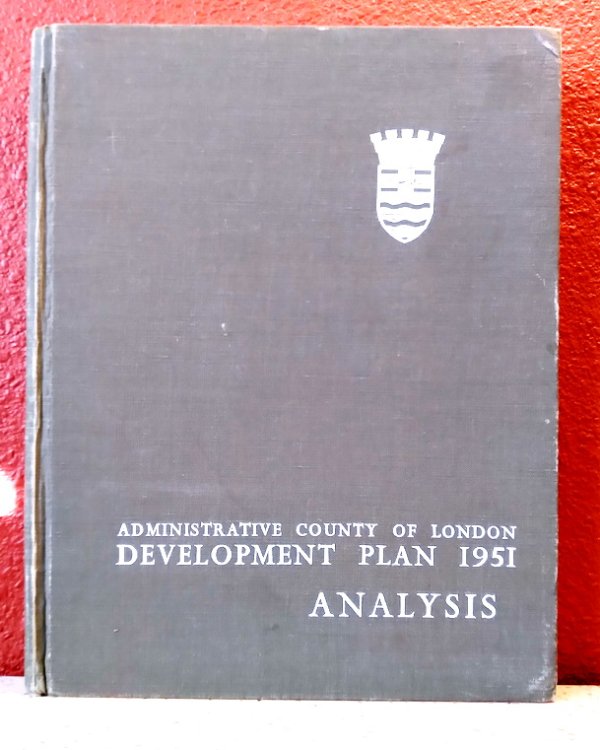 ADMINISTRATIVE COUNTY OF LONDON
DEVELOPMENT PLAN 1951
ANALYSIS